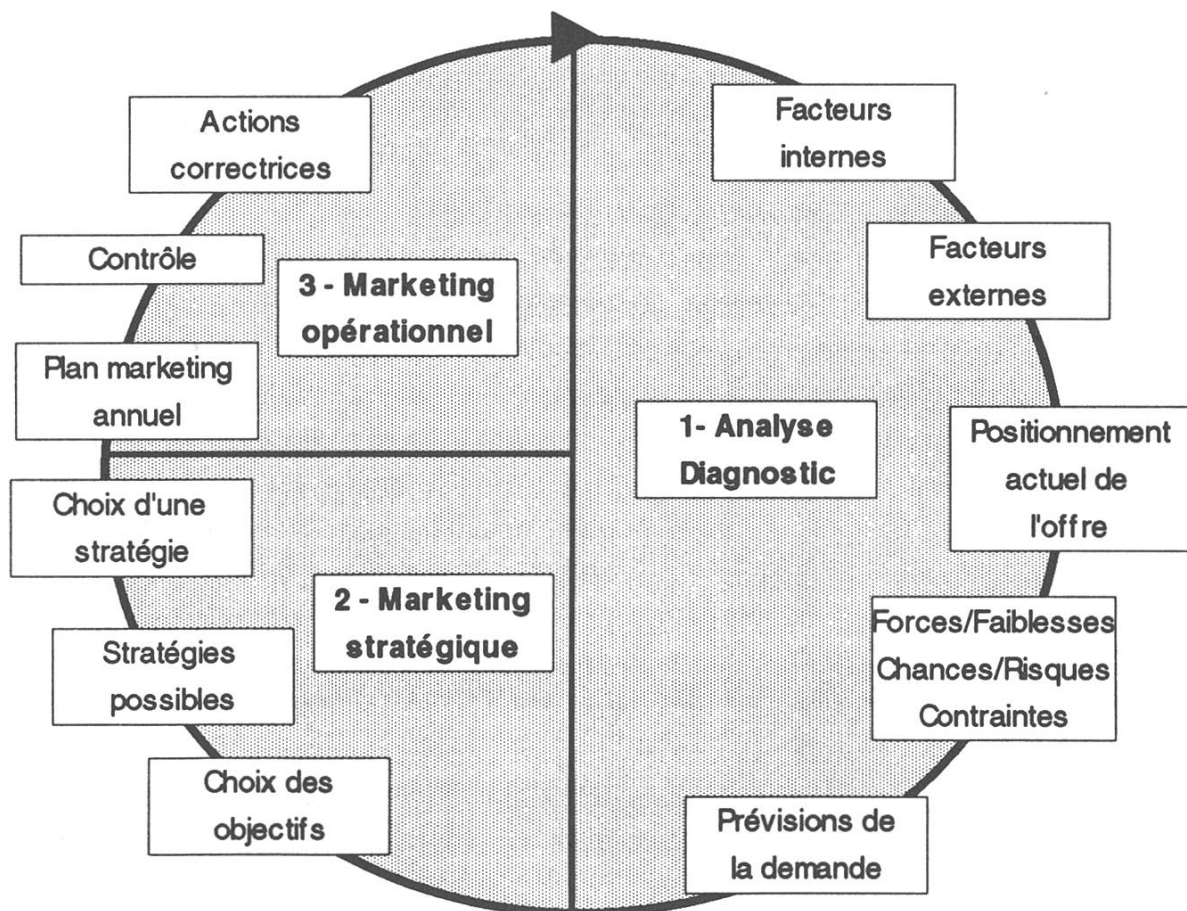 Actions
correctrices
Facteurs
internes
Contrôle
3 - Marketing
opérationnel
Facteurs
externes
Plan marketing
annuel
1- Analyse
Diagnostic
Positionnement
actuel de
l'offre
Choix d'une
stratégie
2 - Marketing
stratégique
Forces/Faiblesses
Chances/Risques
Contraintes
Stratégies
possibles
Choix des
objectifs
Prévisions de
la demande